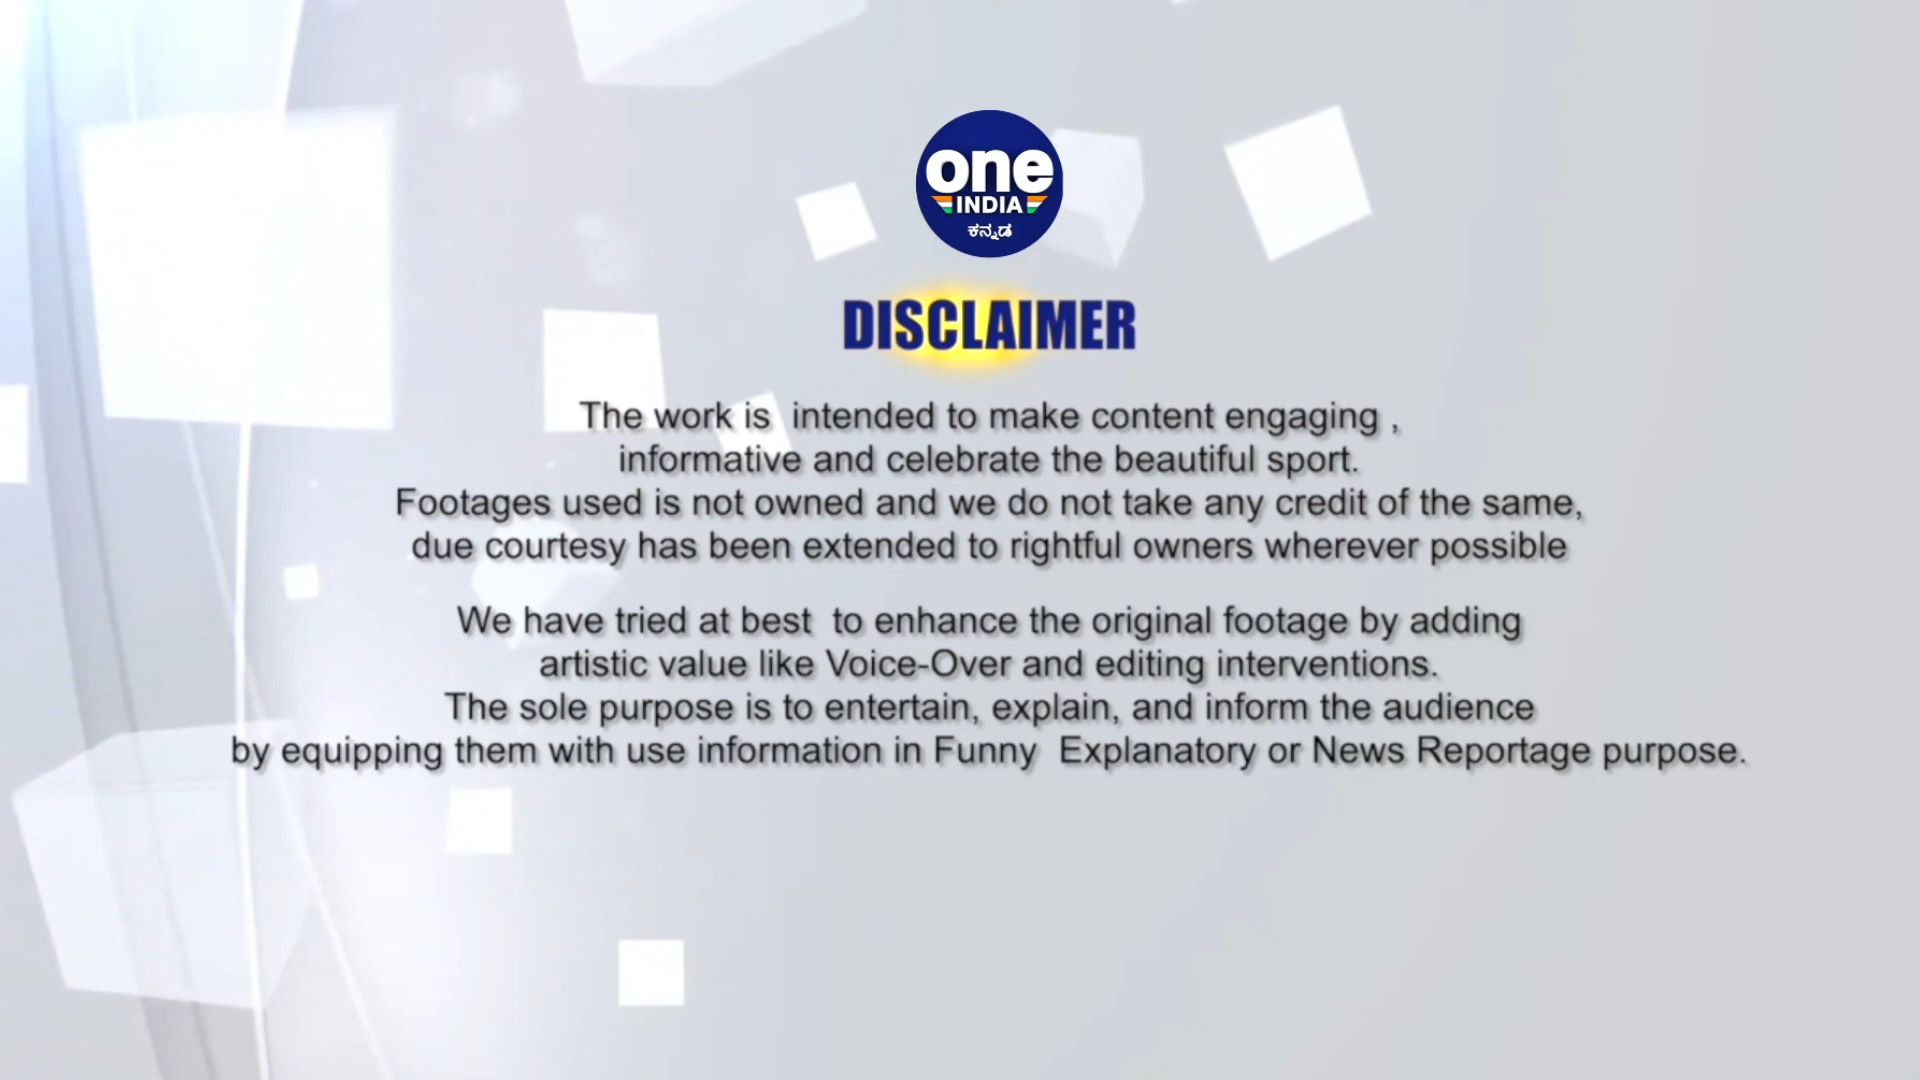 one
INDIA
ಕನ್ನಡ
DISCLAIMER
The work is intended to make content engaging ,
informative and celebrate the beautiful sport.
Footages used is not owned and we do not take any credit of the same,
due courtesy has been extended to rightful owners wherever possible
We have tried at best to enhance the original footage by adding
artistic value like Voice-Over and editing interventions.
The sole purpose is to entertain, explain, and inform the audience
by equipping them with use information in Funny Explanatory or News Reportage purpose.